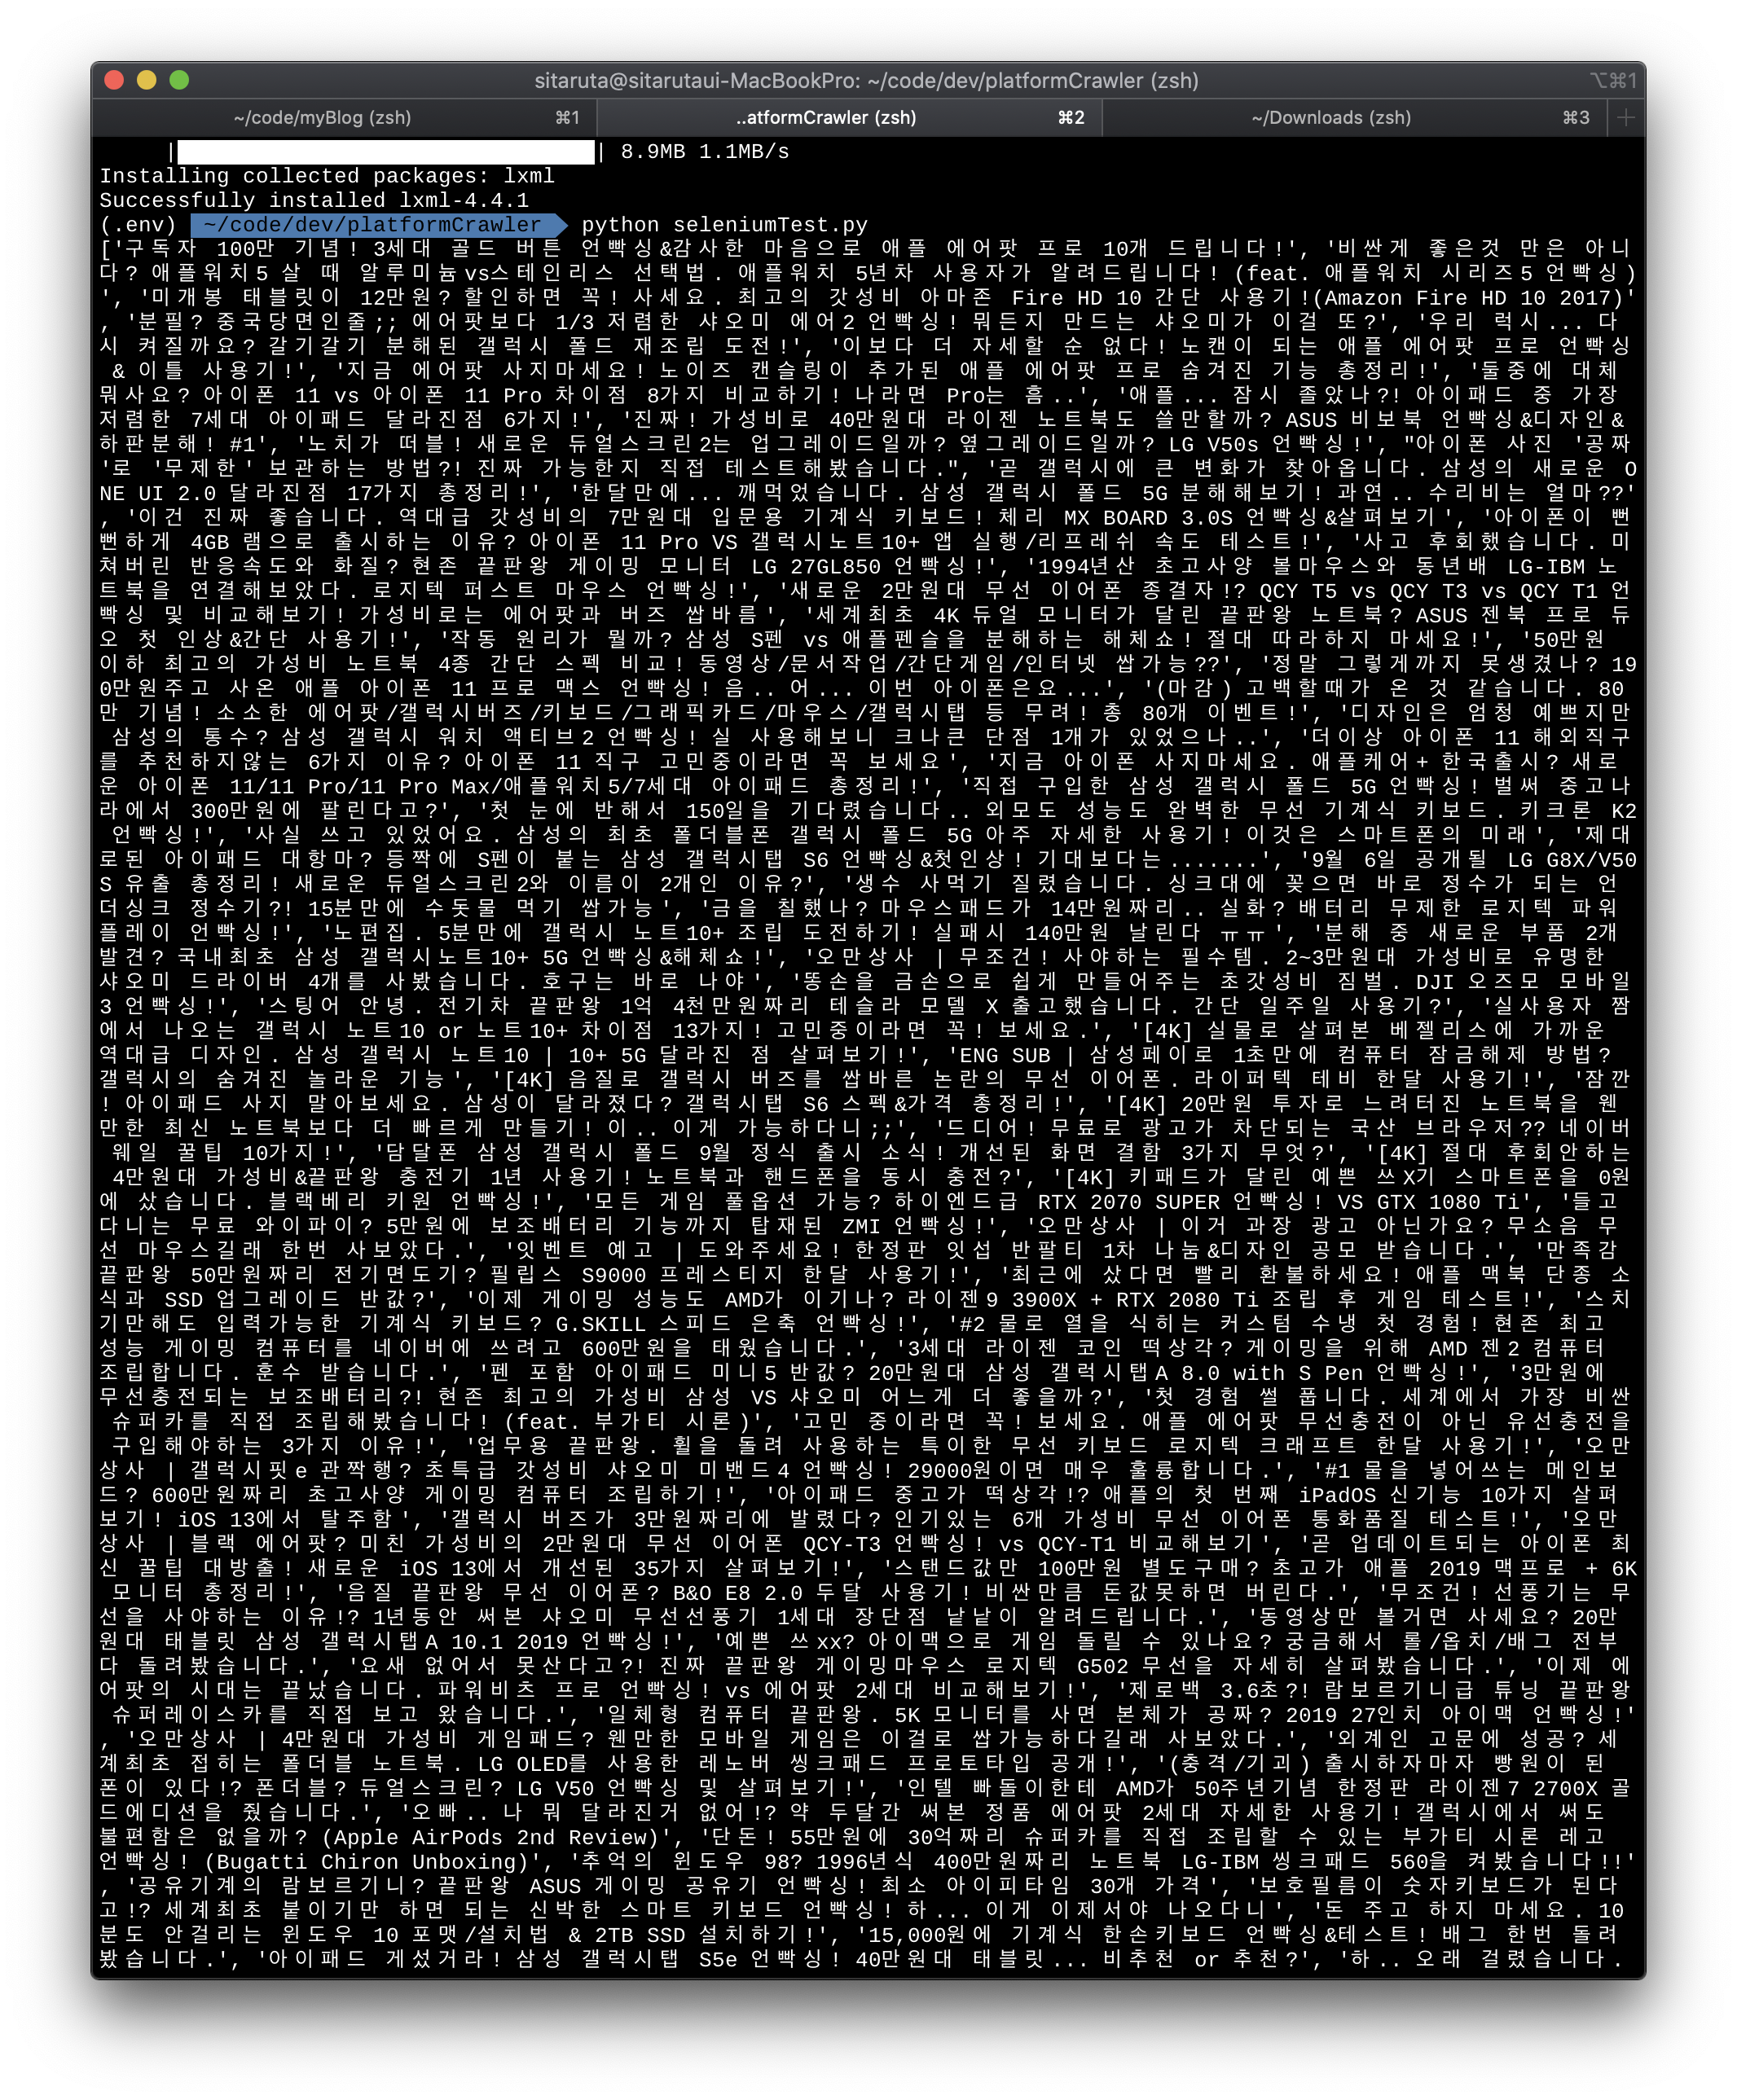 sitaruta@sitarutaui-MacBookPro: ~/code/dev/platformCrawler (zsh)
⌥⌘1
~/code/myBlog (zsh) ⌘1 ..atformCrawler (zsh) ⌘2 ~/Downloads (zsh) ⌘3
| | 8.9MB 1.1MB/s
Installing collected packages: lxml
Successfully installed lxml-4.4.1
(.env) ~/code/dev/platformCrawler python seleniumTest.py
['구독자 100만 기념! 3세대 골드 버튼 언빡싱&감사한 마음으로 애플 에어팟 프로 10개 드립니다!', '비싼게 좋은것 만은 아니
다? 애플워치5 살 때 알루미늄vs스테인리스 선택법. 애플워치 5년차 사용자가 알려드립니다! (feat. 애플워치 시리즈5 언빡싱)
', '미개봉 태블릿이 12만원? 할인하면 꼭! 사세요. 최고의 갓성비 아마존 Fire HD 10 간단 사용기!(Amazon Fire HD 10 2017)'
, '분필? 중국당면인줄;; 에어팟보다 1/3 저렴한 샤오미 에어2 언빡싱! 뭐든지 만드는 샤오미가 이걸 또?', '우리 럭시... 다
시 켜질까요? 갈기갈기 분해된 갤럭시 폴드 재조립 도전!', '이보다 더 자세할 순 없다! 노캔이 되는 애플 에어팟 프로 언빡싱
& 이틀 사용기!', '지금 에어팟 사지마세요! 노이즈 캔슬링이 추가된 애플 에어팟 프로 숨겨진 기능 총정리!', '둘중에 대체
뭐사요? 아이폰 11 vs 아이폰 11 Pro 차이점 8가지 비교하기! 나라면 Pro는 흠..', '애플... 잠시 졸았나?! 아이패드 중 가장
저렴한 7세대 아이패드 달라진점 6가지!', '진짜! 가성비로 40만원대 라이젠 노트북도 쓸만할까? ASUS 비보북 언빡싱&디자인&
하판분해! #1', '노치가 떠블! 새로운 듀얼스크린2는 업그레이드일까? 옆그레이드일까? LG V50s 언빡싱!', "아이폰 사진 '공짜
'로 '무제한' 보관하는 방법?! 진짜 가능한지 직접 테스트해봤습니다.", '곧 갤럭시에 큰 변화가 찾아옵니다. 삼성의 새로운 O
NE UI 2.0 달라진점 17가지 총정리!', '한달만에... 깨먹었습니다. 삼성 갤럭시 폴드 5G 분해해보기! 과연.. 수리비는 얼마??'
, '이건 진짜 좋습니다. 역대급 갓성비의 7만원대 입문용 기계식 키보드! 체리 MX BOARD 3.0S 언빡싱&살펴보기', '아이폰이 뻔
뻔하게 4GB 램으로 출시하는 이유? 아이폰 11 Pro VS 갤럭시노트10+ 앱 실행/리프레쉬 속도 테스트!', '사고 후회했습니다. 미
쳐버린 반응속도와 화질? 현존 끝판왕 게이밍 모니터 LG 27GL850 언빡싱!', '1994년산 초고사양 볼마우스와 동년배 LG-IBM 노
트북을 연결해보았다. 로지텍 퍼스트 마우스 언빡싱!', '새로운 2만원대 무선 이어폰 종결자!? QCY T5 vs QCY T3 vs QCY T1 언
빡싱 및 비교해보기! 가성비로는 에어팟과 버즈 쌉바름', '세계최초 4K 듀얼 모니터가 달린 끝판왕 노트북? ASUS 젠북 프로 듀
오 첫 인상&간단 사용기!', '작동 원리가 뭘까? 삼성 S펜 vs 애플펜슬을 분해하는 해체쇼! 절대 따라하지 마세요!', '50만원
이하 최고의 가성비 노트북 4종 간단 스펙 비교! 동영상/문서작업/간단게임/인터넷 쌉가능??', '정말 그렇게까지 못생겼나? 19
0만원주고 사온 애플 아이폰 11 프로 맥스 언빡싱! 음.. 어... 이번 아이폰은요...', '(마감) 고백할때가 온 것 같습니다. 80
만 기념! 소소한 에어팟/갤럭시버즈/키보드/그래픽카드/마우스/갤럭시탭 등 무려! 총 80개 이벤트!', '디자인은 엄청 예쁘지만
삼성의 통수? 삼성 갤럭시 워치 액티브2 언빡싱! 실 사용해보니 크나큰 단점 1개가 있었으나..', '더이상 아이폰 11 해외직구
를 추천하지않는 6가지 이유? 아이폰 11 직구 고민중이라면 꼭 보세요', '지금 아이폰 사지마세요. 애플케어+ 한국출시? 새로
운 아이폰 11/11 Pro/11 Pro Max/애플워치5/7세대 아이패드 총정리!', '직접 구입한 삼성 갤럭시 폴드 5G 언빡싱! 벌써 중고나
라에서 300만원에 팔린다고?', '첫 눈에 반해서 150일을 기다렸습니다.. 외모도 성능도 완벽한 무선 기계식 키보드. 키크론 K2
언빡싱!', '사실 쓰고 있었어요. 삼성의 최초 폴더블폰 갤럭시 폴드 5G 아주 자세한 사용기! 이것은 스마트폰의 미래', '제대
로된 아이패드 대항마? 등짝에 S펜이 붙는 삼성 갤럭시탭 S6 언빡싱&첫인상! 기대보다는.......', '9월 6일 공개될 LG G8X/V50
S 유출 총정리! 새로운 듀얼스크린2와 이름이 2개인 이유?', '생수 사먹기 질렸습니다. 싱크대에 꽂으면 바로 정수가 되는 언
더싱크 정수기?! 15분만에 수돗물 먹기 쌉가능', '금을 칠했나? 마우스패드가 14만원짜리.. 실화? 배터리 무제한 로지텍 파워
플레이 언빡싱!', '노편집. 5분만에 갤럭시 노트10+ 조립 도전하기! 실패시 140만원 날린다 ㅠㅠ', '분해 중 새로운 부품 2개
발견? 국내최초 삼성 갤럭시노트10+ 5G 언빡싱&해체쇼!', '오만상사 | 무조건! 사야하는 필수템. 2~3만원대 가성비로 유명한
샤오미 드라이버 4개를 사봤습니다. 호구는 바로 나야', '똥손을 금손으로 쉽게 만들어주는 초갓성비 짐벌. DJI 오즈모 모바일
3 언빡싱!', '스팅어 안녕. 전기차 끝판왕 1억 4천만원짜리 테슬라 모델 X 출고했습니다. 간단 일주일 사용기?', '실사용자 짬
에서 나오는 갤럭시 노트10 or 노트10+ 차이점 13가지! 고민중이라면 꼭! 보세요.', '[4K] 실물로 살펴본 베젤리스에 가까운
역대급 디자인. 삼성 갤럭시 노트10 | 10+ 5G 달라진 점 살펴보기!', 'ENG SUB | 삼성페이로 1초만에 컴퓨터 잠금해제 방법?
갤럭시의 숨겨진 놀라운 기능', '[4K] 음질로 갤럭시 버즈를 쌉바른 논란의 무선 이어폰. 라이퍼텍 테비 한달 사용기!', '잠깐
! 아이패드 사지 말아보세요. 삼성이 달라졌다? 갤럭시탭 S6 스펙&가격 총정리!', '[4K] 20만원 투자로 느려터진 노트북을 웬
만한 최신 노트북보다 더 빠르게 만들기! 이.. 이게 가능하다니;;', '드디어! 무료로 광고가 차단되는 국산 브라우저?? 네이버
웨일 꿀팁 10가지!', '담달폰 삼성 갤럭시 폴드 9월 정식 출시 소식! 개선된 화면 결함 3가지 무엇?', '[4K] 절대 후회안하는
4만원대 가성비&끝판왕 충전기 1년 사용기! 노트북과 핸드폰을 동시 충전?', '[4K] 키패드가 달린 예쁜 쓰X기 스마트폰을 0원
에 샀습니다. 블랙베리 키원 언빡싱!', '모든 게임 풀옵션 가능? 하이엔드급 RTX 2070 SUPER 언빡싱! VS GTX 1080 Ti', '들고
다니는 무료 와이파이? 5만원에 보조배터리 기능까지 탑재된 ZMI 언빡싱!', '오만상사 | 이거 과장 광고 아닌가요? 무소음 무
선 마우스길래 한번 사보았다.', '잇벤트 예고 | 도와주세요! 한정판 잇섭 반팔티 1차 나눔&디자인 공모 받습니다.', '만족감
끝판왕 50만원짜리 전기면도기? 필립스 S9000 프레스티지 한달 사용기!', '최근에 샀다면 빨리 환불하세요! 애플 맥북 단종 소
식과 SSD 업그레이드 반값?', '이제 게이밍 성능도 AMD가 이기나? 라이젠9 3900X + RTX 2080 Ti 조립 후 게임 테스트!', '스치
기만해도 입력가능한 기계식 키보드? G.SKILL 스피드 은축 언빡싱!', '#2 물로 열을 식히는 커스텀 수냉 첫 경험! 현존 최고
성능 게이밍 컴퓨터를 네이버에 쓰려고 600만원을 태웠습니다.', '3세대 라이젠 코인 떡상각? 게이밍을 위해 AMD 젠2 컴퓨터
조립합니다. 훈수 받습니다.', '펜 포함 아이패드 미니5 반값? 20만원대 삼성 갤럭시탭A 8.0 with S Pen 언빡싱!', '3만원에
무선충전되는 보조배터리?! 현존 최고의 가성비 삼성 VS 샤오미 어느게 더 좋을까?', '첫 경험 썰 풉니다. 세계에서 가장 비싼
슈퍼카를 직접 조립해봤습니다! (feat. 부가티 시론)', '고민 중이라면 꼭! 보세요. 애플 에어팟 무선충전이 아닌 유선충전을
구입해야하는 3가지 이유!', '업무용 끝판왕. 휠을 돌려 사용하는 특이한 무선 키보드 로지텍 크래프트 한달 사용기!', '오만
상사 | 갤럭시핏e 관짝행? 초특급 갓성비 샤오미 미밴드4 언빡싱! 29000원이면 매우 훌륭합니다.', '#1 물을 넣어쓰는 메인보
드? 600만원짜리 초고사양 게이밍 컴퓨터 조립하기!', '아이패드 중고가 떡상각!? 애플의 첫 번째 iPadOS 신기능 10가지 살펴
보기! iOS 13에서 탈주함', '갤럭시 버즈가 3만원짜리에 발렸다? 인기있는 6개 가성비 무선 이어폰 통화품질 테스트!', '오만
상사 | 블랙 에어팟? 미친 가성비의 2만원대 무선 이어폰 QCY-T3 언빡싱! vs QCY-T1 비교해보기', '곧 업데이트되는 아이폰 최
신 꿀팁 대방출! 새로운 iOS 13에서 개선된 35가지 살펴보기!', '스탠드값만 100만원 별도구매? 초고가 애플 2019 맥프로 + 6K
모니터 총정리!', '음질 끝판왕 무선 이어폰? B&O E8 2.0 두달 사용기! 비싼만큼 돈값못하면 버린다.', '무조건! 선풍기는 무
선을 사야하는 이유!? 1년동안 써본 샤오미 무선선풍기 1세대 장단점 낱낱이 알려드립니다.', '동영상만 볼거면 사세요? 20만
원대 태블릿 삼성 갤럭시탭A 10.1 2019 언빡싱!', '예쁜 쓰xx? 아이맥으로 게임 돌릴 수 있나요? 궁금해서 롤/옵치/배그 전부
다 돌려봤습니다.', '요새 없어서 못산다고?! 진짜 끝판왕 게이밍마우스 로지텍 G502 무선을 자세히 살펴봤습니다.', '이제 에
어팟의 시대는 끝났습니다. 파워비츠 프로 언빡싱! vs 에어팟 2세대 비교해보기!', '제로백 3.6초?! 람보르기니급 튜닝 끝판왕
슈퍼레이스카를 직접 보고 왔습니다.', '일체형 컴퓨터 끝판왕. 5K 모니터를 사면 본체가 공짜? 2019 27인치 아이맥 언빡싱!'
, '오만상사 | 4만원대 가성비 게임패드? 웬만한 모바일 게임은 이걸로 쌉가능하다길래 사보았다.', '외계인 고문에 성공? 세
계최초 접히는 폴더블 노트북. LG OLED를 사용한 레노버 씽크패드 프로토타입 공개!', '(충격/기괴) 출시하자마자 빵원이 된
폰이 있다!? 폰더블? 듀얼스크린? LG V50 언빡싱 및 살펴보기!', '인텔 빠돌이한테 AMD가 50주년기념 한정판 라이젠7 2700X 골
드에디션을 줬습니다.', '오빠.. 나 뭐 달라진거 없어!? 약 두달간 써본 정품 에어팟 2세대 자세한 사용기! 갤럭시에서 써도
불편함은 없을까? (Apple AirPods 2nd Review)', '단돈! 55만원에 30억짜리 슈퍼카를 직접 조립할 수 있는 부가티 시론 레고
언빡싱! (Bugatti Chiron Unboxing)', '추억의 윈도우 98? 1996년식 400만원짜리 노트북 LG-IBM 씽크패드 560을 켜봤습니다!!'
, '공유기계의 람보르기니? 끝판왕 ASUS 게이밍 공유기 언빡싱! 최소 아이피타임 30개 가격', '보호필름이 숫자키보드가 된다
고!? 세계최초 붙이기만 하면 되는 신박한 스마트 키보드 언빡싱! 하... 이게 이제서야 나오다니', '돈 주고 하지 마세요. 10
분도 안걸리는 윈도우 10 포맷/설치법 & 2TB SSD 설치하기!', '15,000원에 기계식 한손키보드 언빡싱&테스트! 배그 한번 돌려
봤습니다.', '아이패드 게섰거라! 삼성 갤럭시탭 S5e 언빡싱! 40만원대 태블릿... 비추천 or 추천?', '하.. 오래 걸렸습니다.